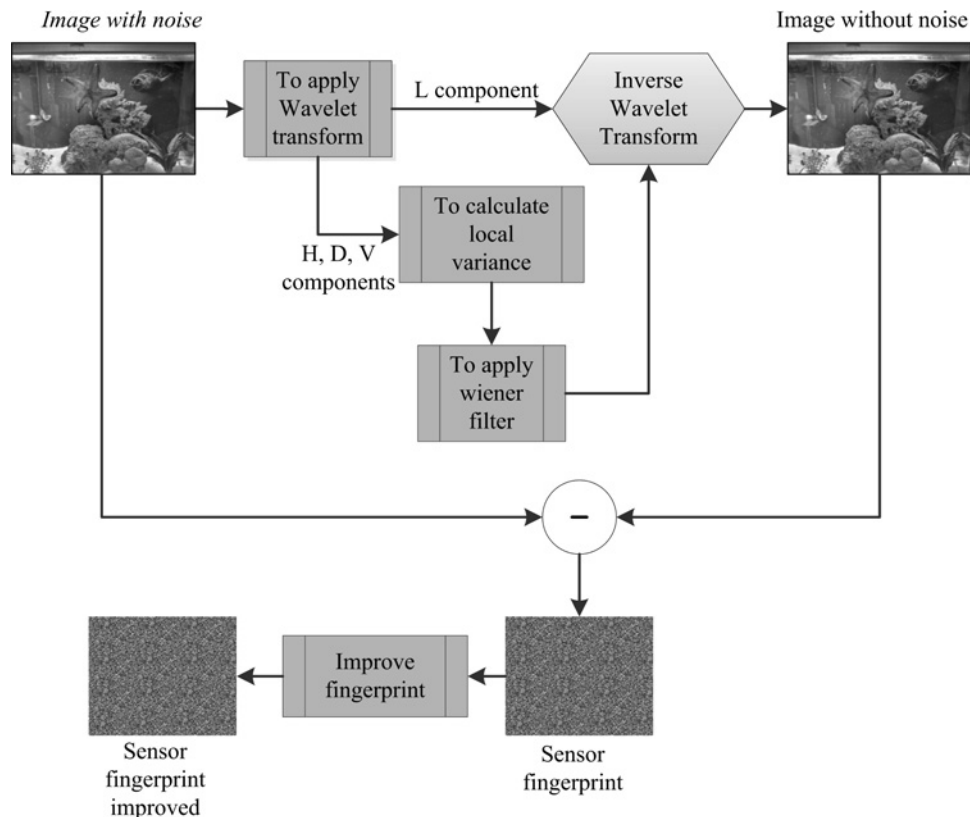 Image with noise
Image without noise
To apply
Wavelet
transform
L component
Inverse
Wavelet
Transform
H, D, V
components
To calculate
local
variance
To apply
wiener
filter
–
Improve
fingerprint
Sensor
fingerprint
improved
Sensor
fingerprint